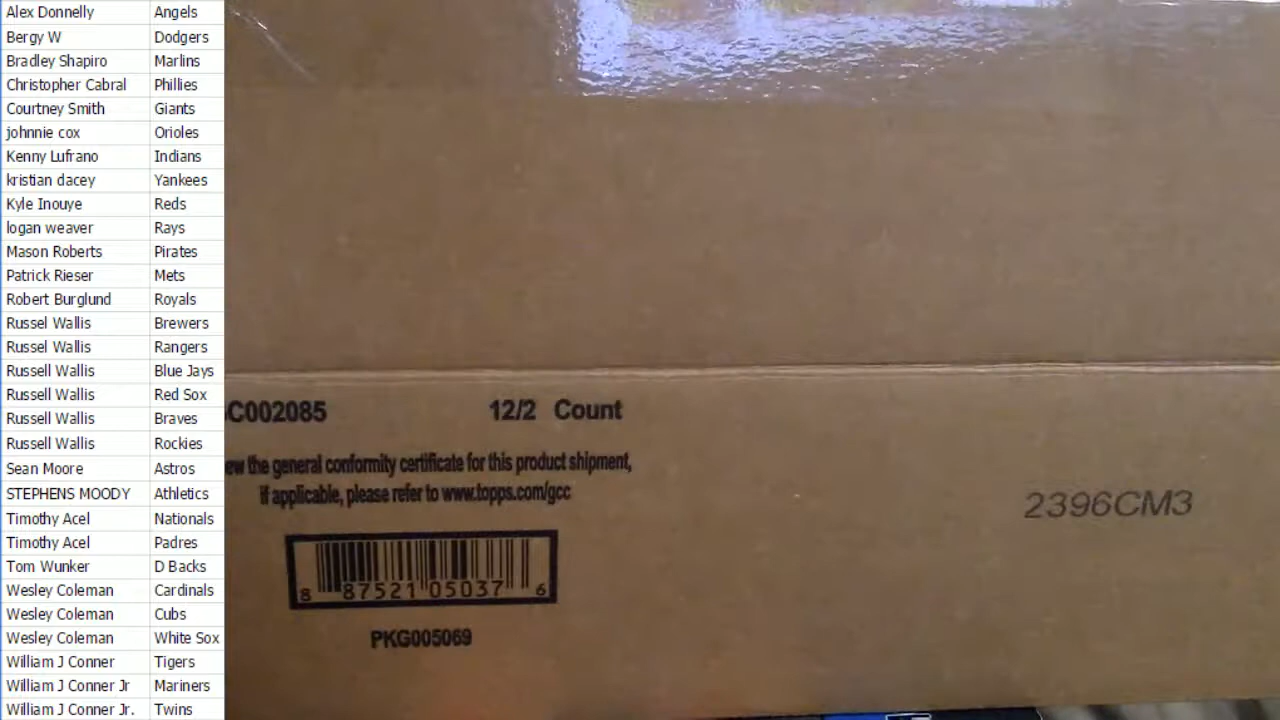 Alex Donnelly Angels
Bergy W Dodgers
Bradley Shapiro Marlins
Christopher Cabral Phillies
Courtney Smith Giants
johnnie cox Orioles
Kenny Lufrano Indians
kristian dacey Yankees
Kyle Inouye Reds
logan weaver Rays
Mason Roberts Pirates
Patrick Rieser Mets
Robert Burglund Royals
Russel Wallis Brewers
Russel Wallis Rangers
Russell Wallis Blue Jays
Russell Wallis Red Sox
Russell Wallis Braves
Russell Wallis Rockies
Sean Moore Astros
STEPHENS MOODY Athletics
Timothy Acel Nationals
Timothy Acel Padres
Tom Wunker D Backs
Wesley Coleman Cardinals
Wesley Coleman Cubs
Wesley Coleman White Sox
William J Conner Tigers
William J Conner Jr Mariners
William J Conner Jr. Twins
C002085 12/2 Count
ew the general conformity certificate for this product shipment,
if applicable, please refer to www.topps.com/gcc
8 87521 05037 6
PKG005069
2396CM3